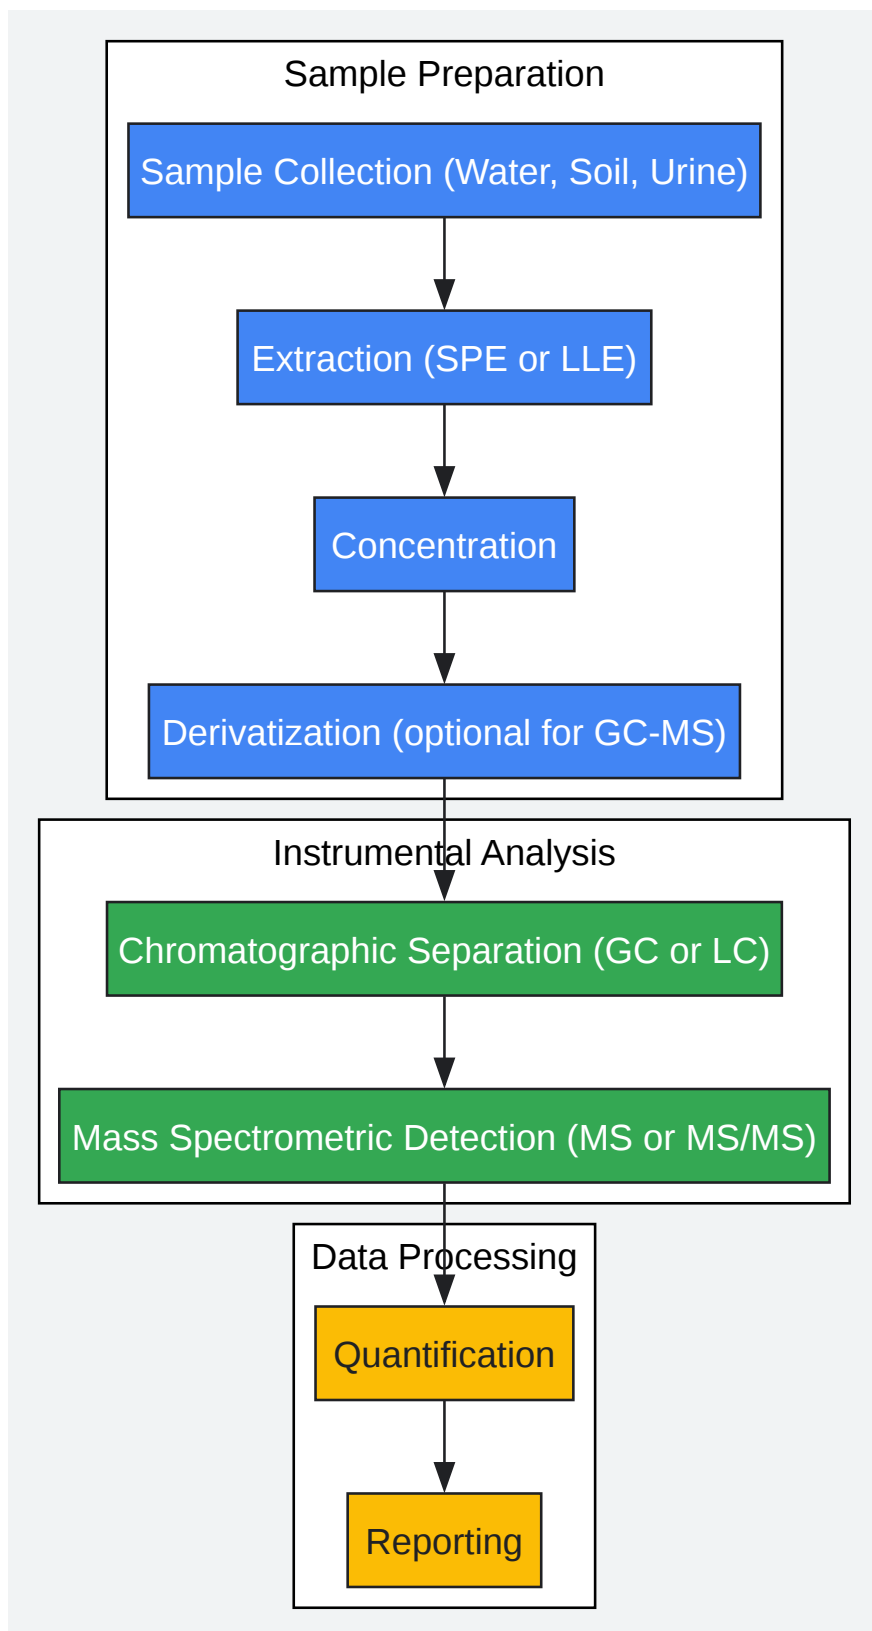 Sample Preparation
Sample Collection (Water, Soil, Urine)
Extraction (SPE or LLE)
Concentration
Derivatization (optional for GC-MS)
Instrumental Analysis
Chromatographic Separation (GC or LC)
Mass Spectrometric Detection (MS or MS/MS)
Data Processing
Quantification
Reporting